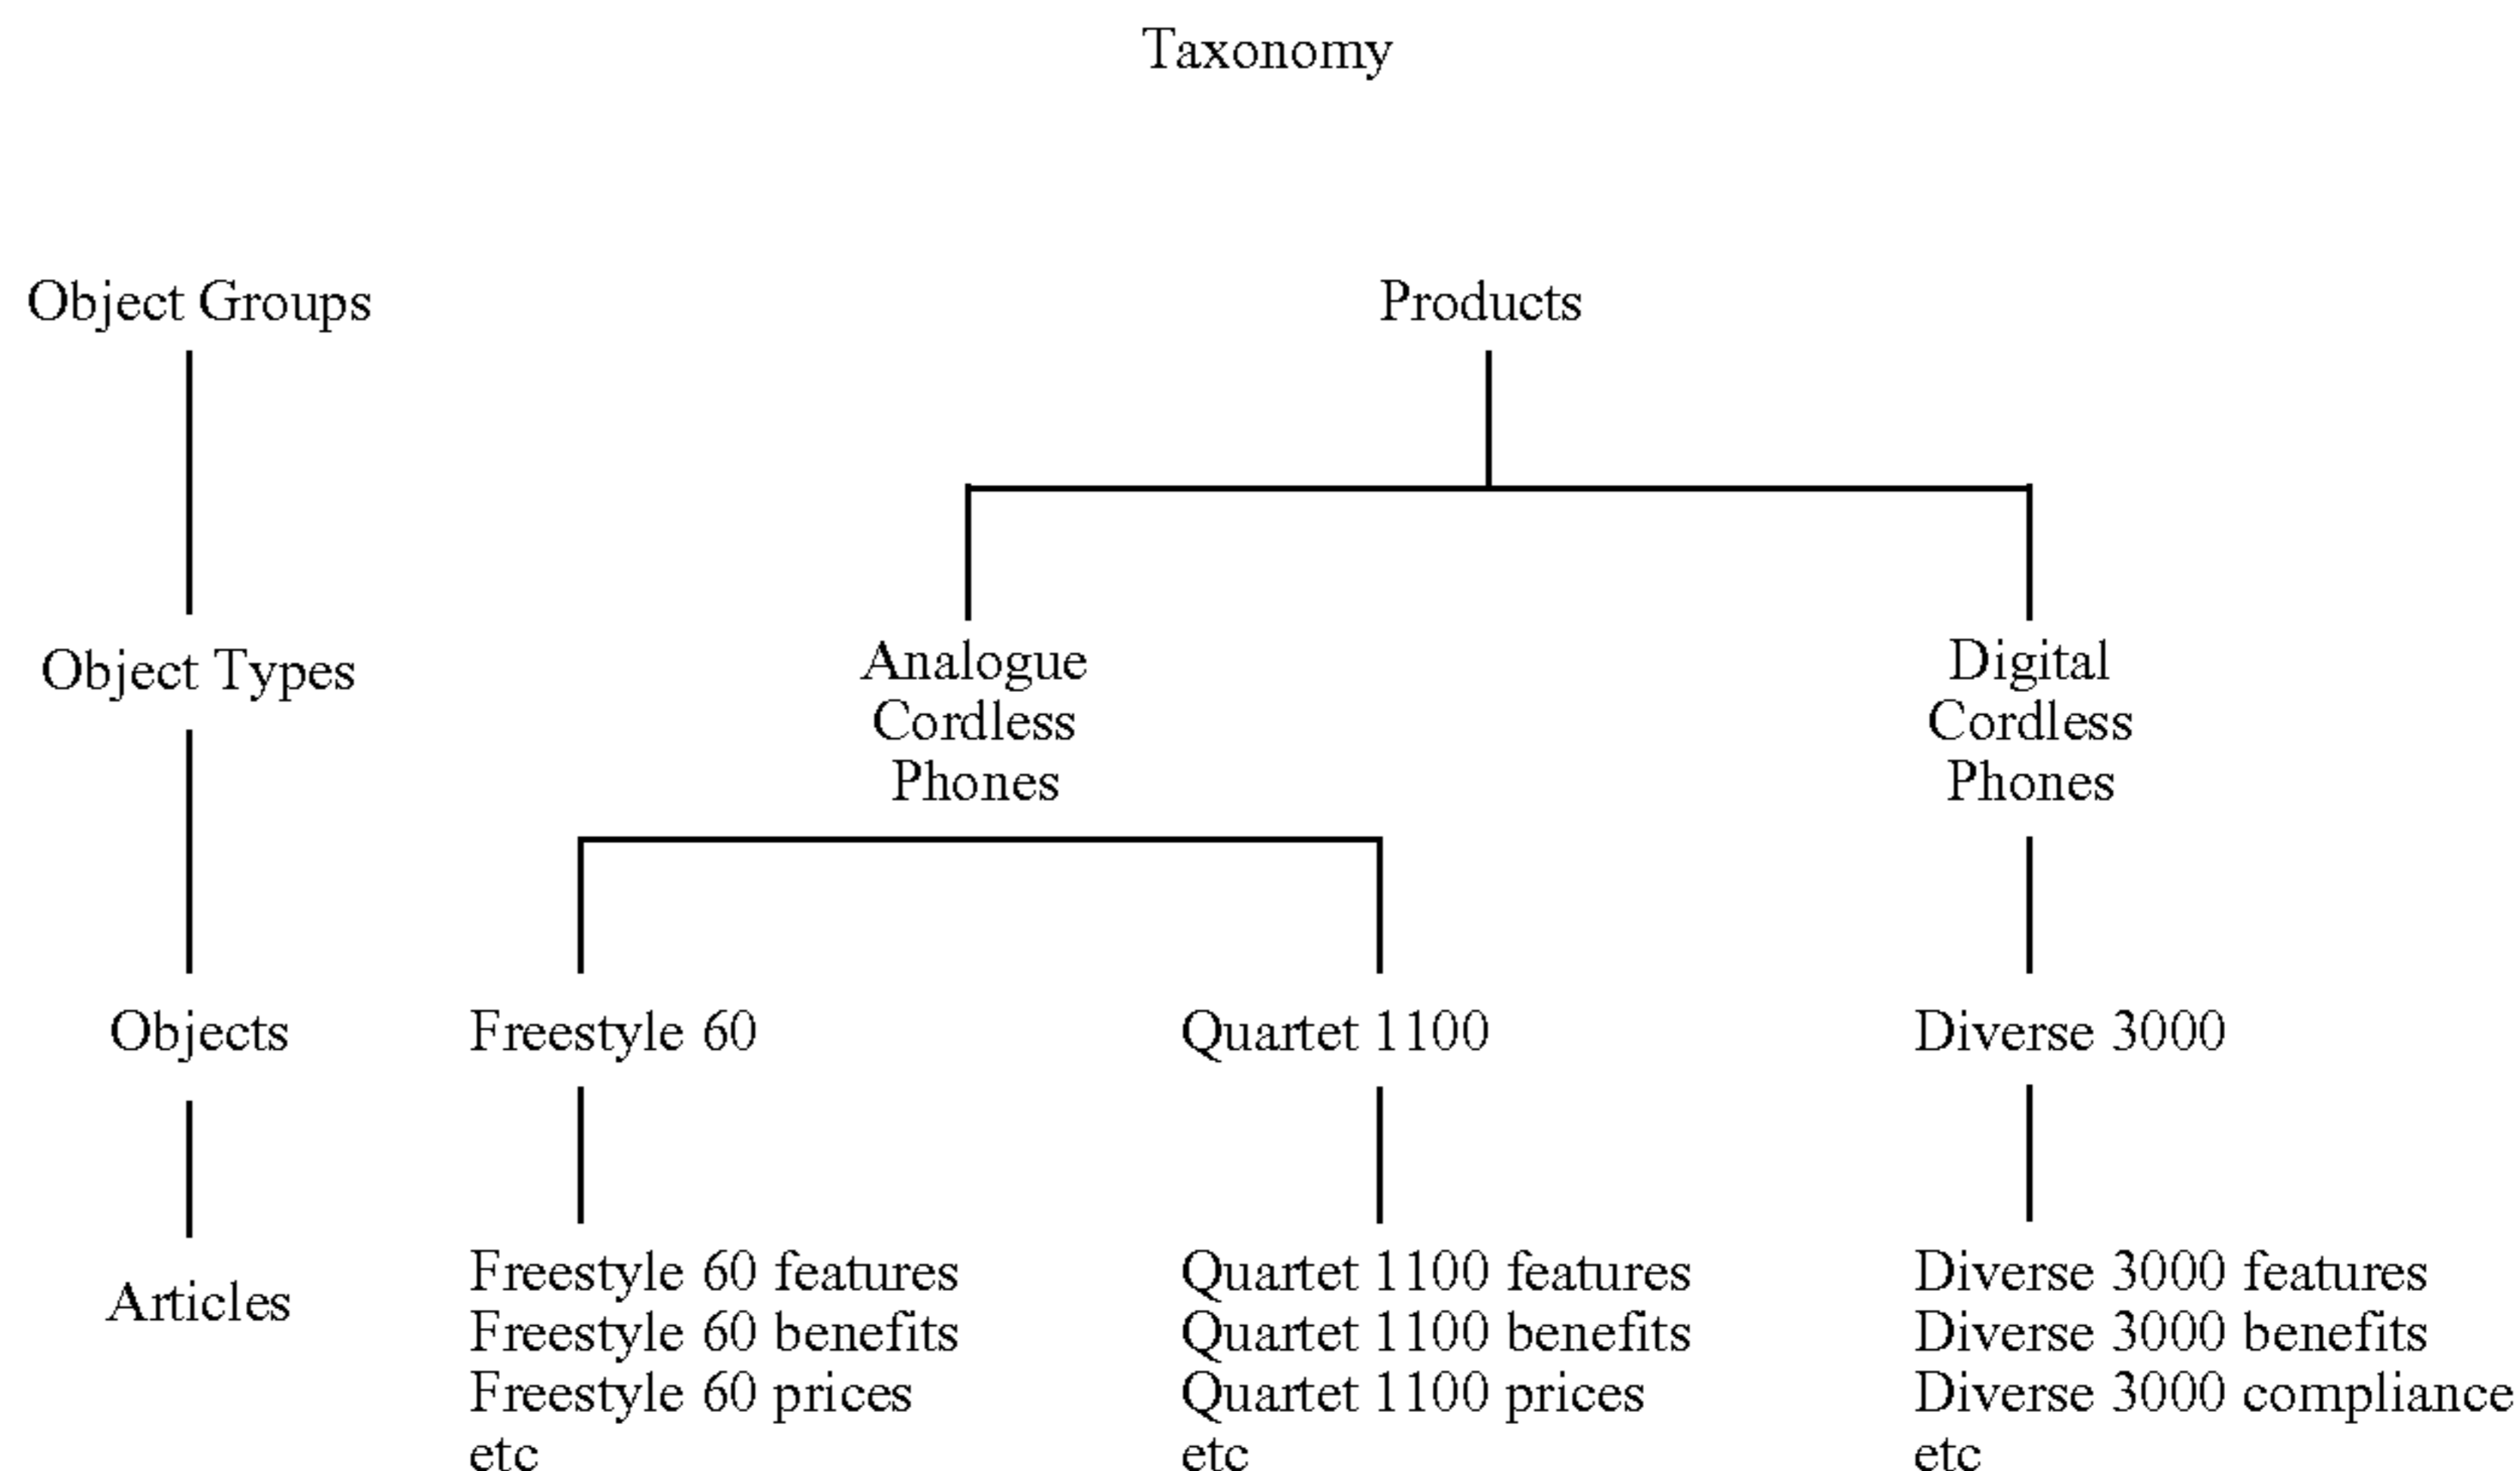 Taxonomy
Object Groups
Products
Object Types
Analogue
Cordless
Phones
Digital
Cordless
Phones
Objects
Freestyle 60
Quartet 1100
Diverse 3000
Articles
Freestyle 60 features
Freestyle 60 benefits
Freestyle 60 prices
etc
Quartet 1100 features
Quartet 1100 benefits
Quartet 1100 prices
etc
Diverse 3000 features
Diverse 3000 benefits
Diverse 3000 compliance
etc